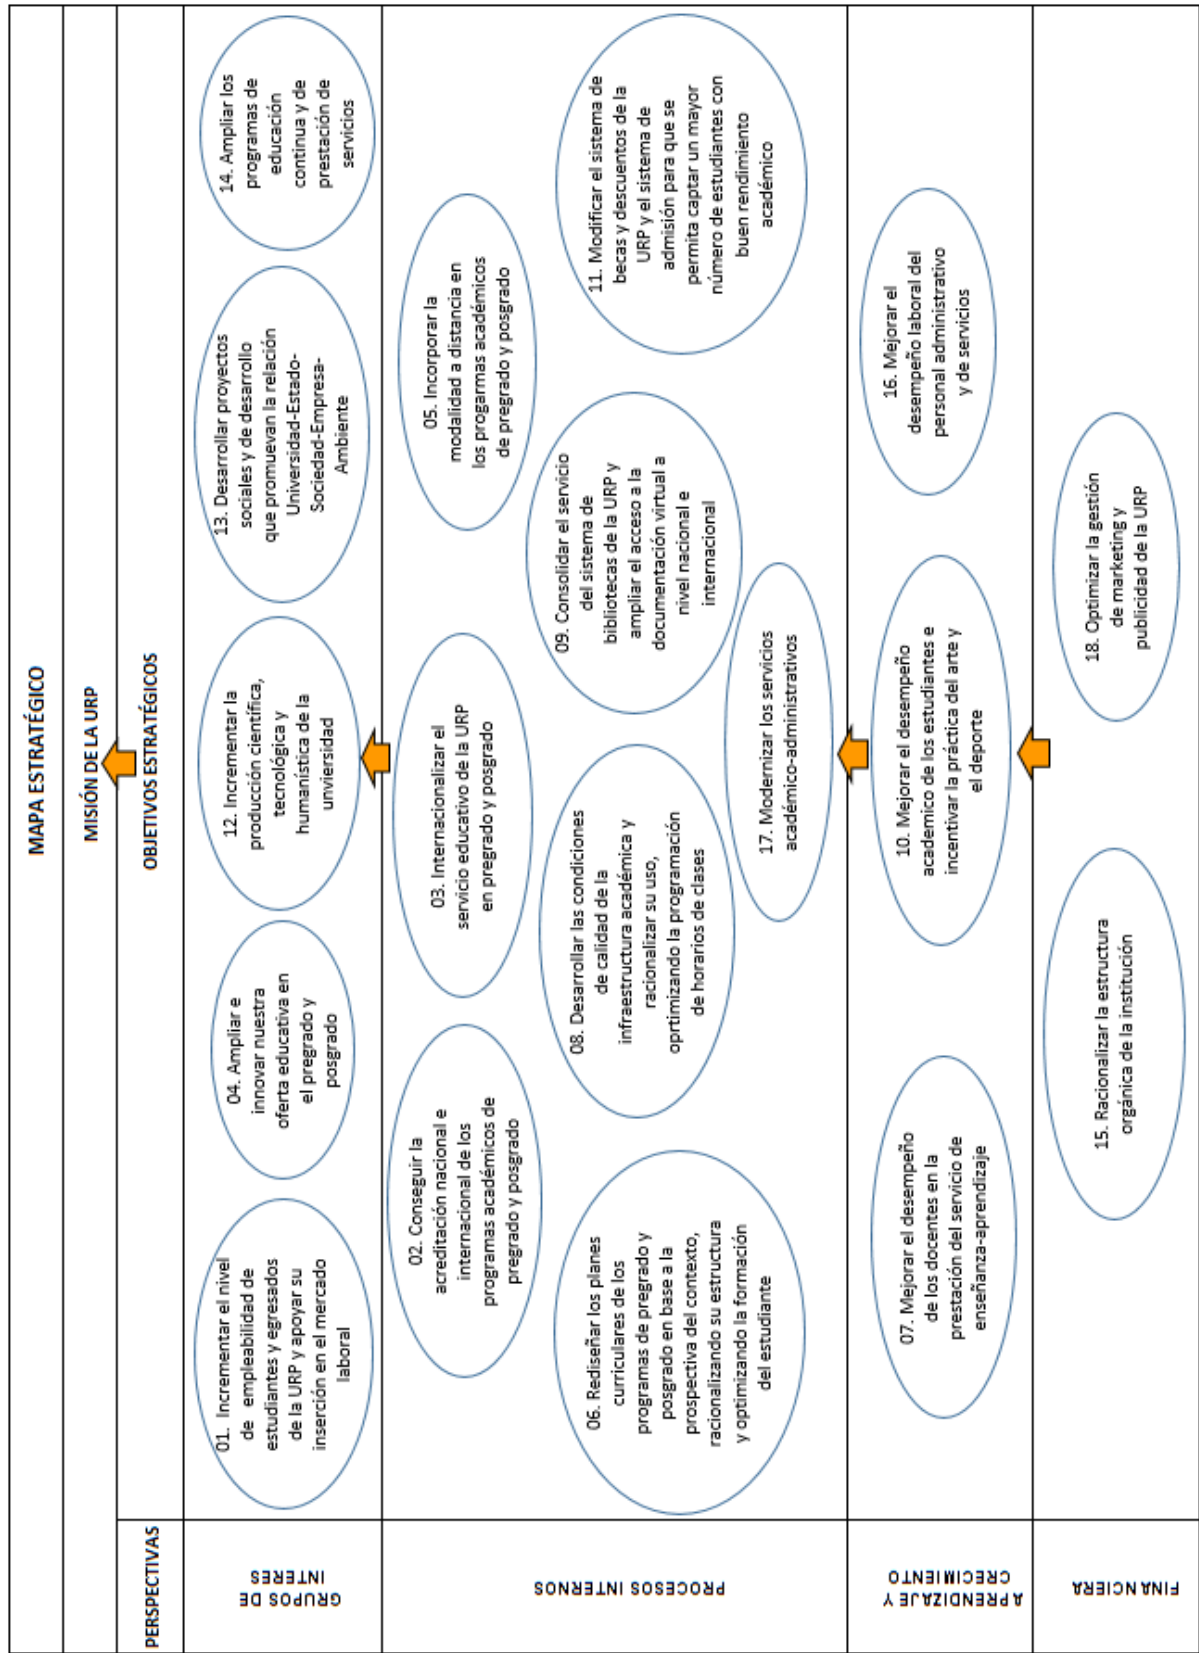 MAPA ESTRATÉGICO
MISIÓN DE LA URP
PERSPECTIVAS
OBJETIVOS ESTRATÉGICOS
GRUPOS DE
INTERES
01. Incrementar el nivel
de empleabilidad de
estudiantes y egresados
de la URP y apoyar su
inserción en el mercado
laboral
04. Ampliar e
innovar nuestra
oferta educativa en
el pregrado y
posgrado
12. Incrementar la
producción científica,
tecnológica y
humanística de la
unviersidad
13. Desarrollar proyectos
sociales y de desarrollo
que promuevan la relación
Universidad-Estado-
Sociedad-Empresa-
Ambiente
14. Ampliar los
programas de
educación
continua y de
prestación de
servicios
PROCESOS INTERNOS
02. Conseguir la
acreditación nacional e
internacional de los
programas académicos de
pregrado y posgrado
03. Internacionalizar el
servicio educativo de la URP
en pregrado y posgrado
05. Incorporar la
modalidad a distancia en
los progarmas académicos
de pregrado y posgrado
06. Rediseñar los planes
curriculares de los
programas de pregrado y
posgrado en base a la
prospectiva del contexto,
racionalizando su estructura
y optimizando la formación
del estudiante
08. Desarrollar las condiciones
de calidad de la
infraestructura académica y
racionalizar su uso,
oprtimizando la programación
de horarios de clases
09. Consolidar el servicio
del sistema de
bibliotecas de la URP y
ampliar el acceso a la
documentación virtual a
nivel nacional e
internacional
11. Modificar el sistema de
becas y descuentos de la
URP y el sistema de
admisión para que se
permita captar un mayor
número de estudiantes con
buen rendimiento
académico
17. Modernizar los servicios
académico-administrativos
APRENDIZAJE Y
CRECIMIENTO
07. Mejorar el desempeño
de los docentes en la
prestación del servicio de
enseñanza-aprendizaje
10. Mejorar el desempeño
academico de los estudiantes e
incentivar la práctica del arte y
el deporte
16. Mejorar el
desempeño laboral del
personal administrativo
y de servicios
FINANCIERA
15. Racionalizar la estructura
orgánica de la institución
18. Optimizar la gestión
de marketing y
publicidad de la URP